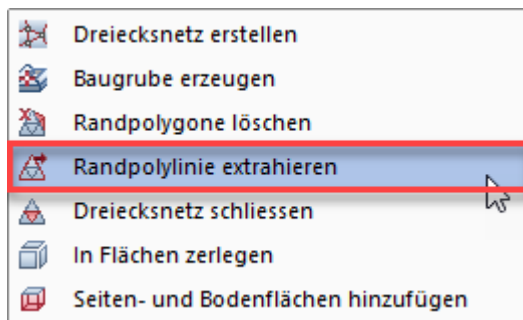 Dreiecksnetz erstellen
Baugrube erzeugen
Randpolygone löschen
Randpolylinie extrahieren
Dreiecksnetz schliessen
In Flächen zerlegen
Seiten- und Bodenflächen hinzufügen